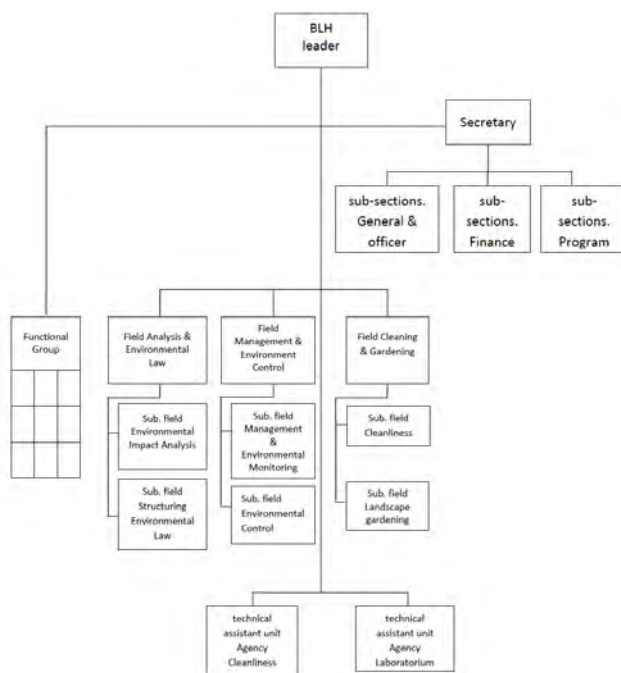 BLH
leader
Secretary
sub-sections.
General &
officer
sub-
sections.
Finance
sub-
sections.
Program
Functional
Group
Field Analysis &
Environmental
Law
Field
Management &
Environment
Control
Field Cleaning
& Gardening
Sub. field
Environmental
Impact Analysis
Sub. field
Management
&
Environmental
Monitoring
Sub. field
Cleanliness
Sub. field
Structuring
Environmental
Law
Sub. field
Environmental
Control
Sub. field
Landscape
gardening
technical
assistant unit
Agency
Cleanliness
technical
assistant unit
Agency
Laboratorium